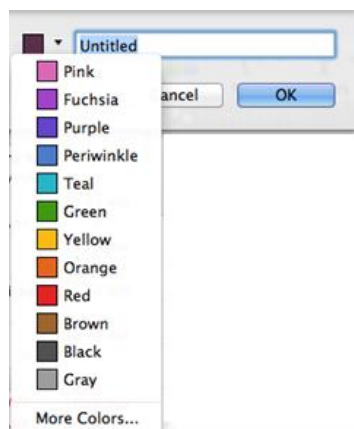 Untitled
Pink
Fuchsia
ancel
OK
Purple
Periwinkle
Teal
Green
Yellow
Orange
Red
Brown
Black
Gray
More Colors...